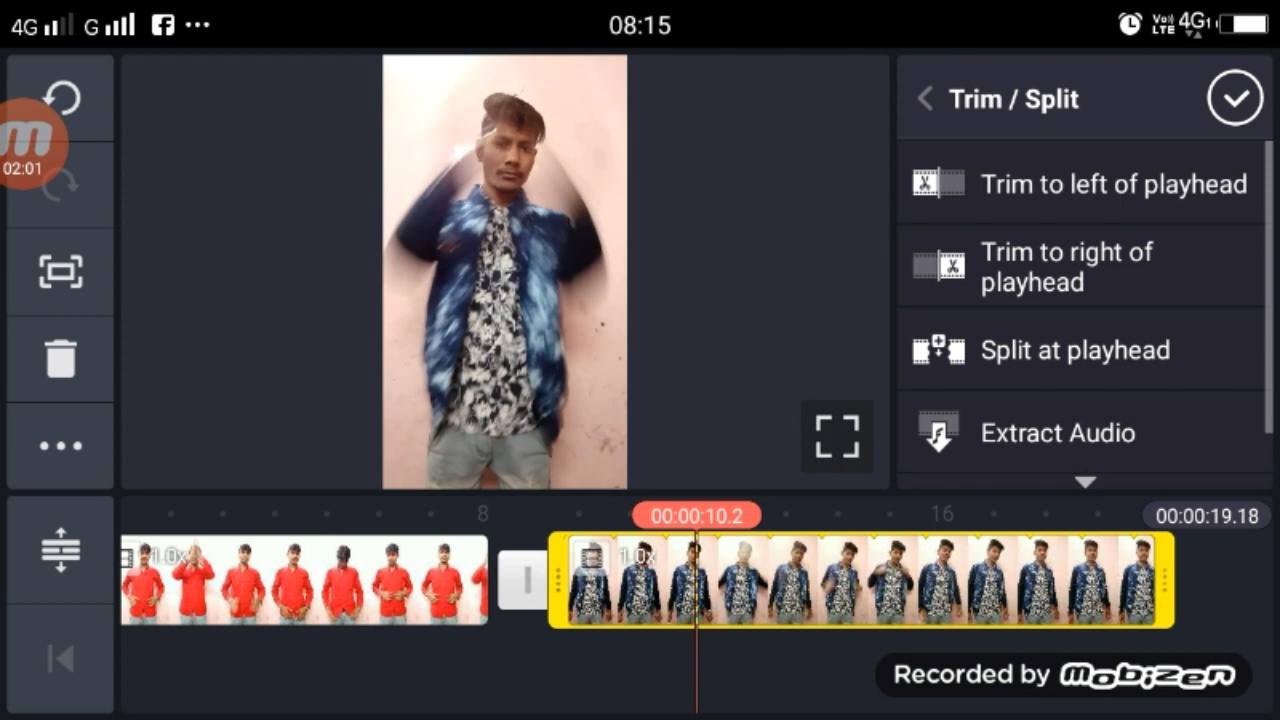 4G G 08:15 Vo) LTE 4G
Trim / Split
02:01
Trim to left of playhead
Trim to right of
playhead
Split at playhead
Extract Audio
8 00:00:10.2 16 00:00:19.18
1.0x 1.0x
Recorded by mobizen